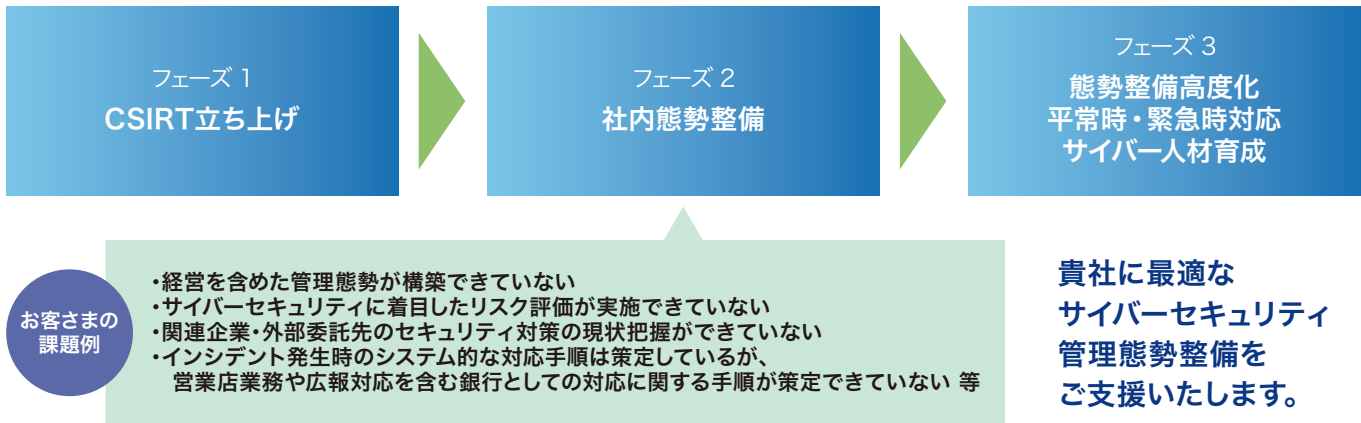 フェーズ 1
CSIRT立ち上げ
フェーズ 2
社内態勢整備
フェーズ 3
態勢整備高度化
平常時・緊急時対応
サイバー人材育成
お客さまの
課題例
・経営を含めた管理態勢が構築できていない
・サイバーセキュリティに着目したリスク評価が実施できていない
・関連企業・外部委託先のセキュリティ対策の現状把握ができていない
・インシデント発生時のシステム的な対応手順は策定しているが、
営業店業務や広報対応を含む銀行としての対応に関する手順が策定できていない 等
貴社に最適な
サイバーセキュリティ
管理態勢整備を
ご支援いたします。